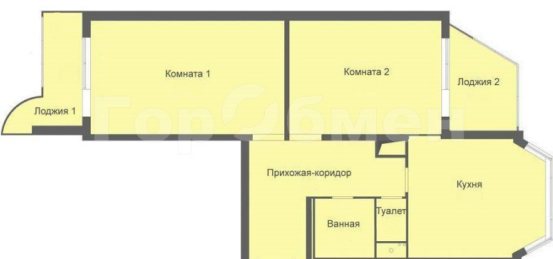 Комната 1
Комната 2
Лоджия 1
Лоджия 2
ГорОбмен
Прихожая-коридор
Кухня
Туалет
Ванная